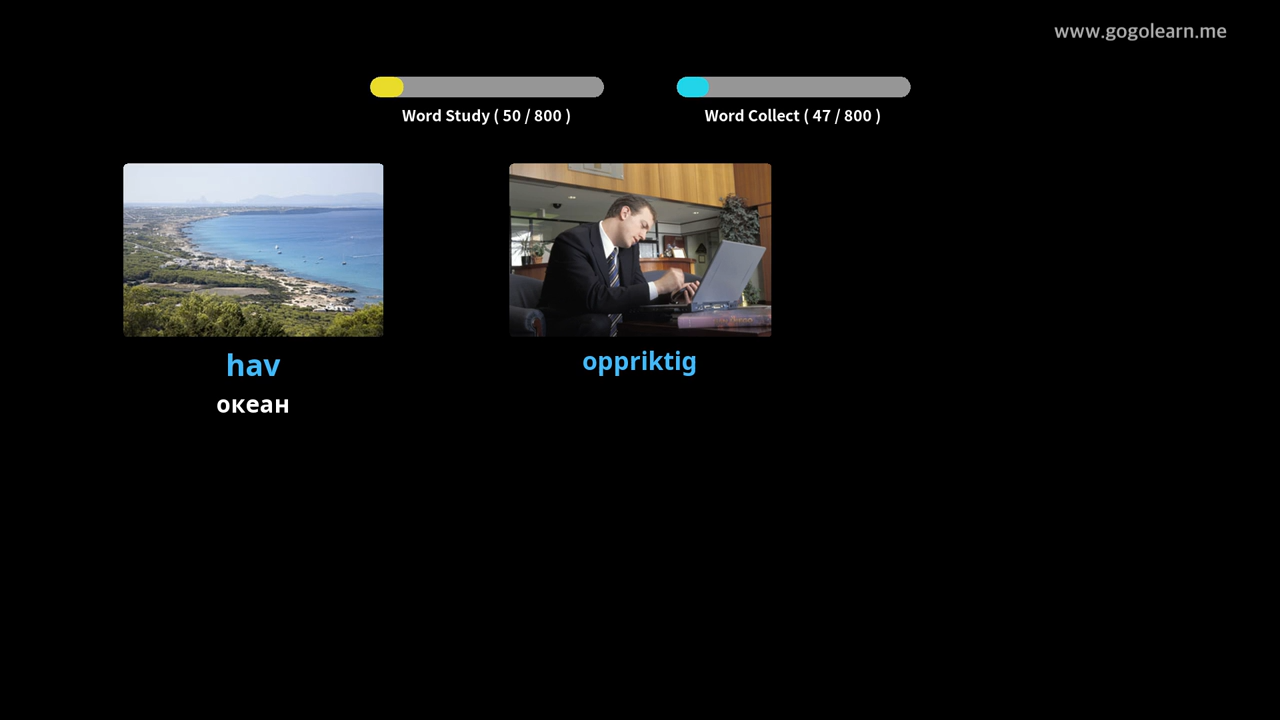 www.gogolearn.me
Word Study ( 50 / 800 )
Word Collect ( 47 / 800 )
hav
океан
oppriktig